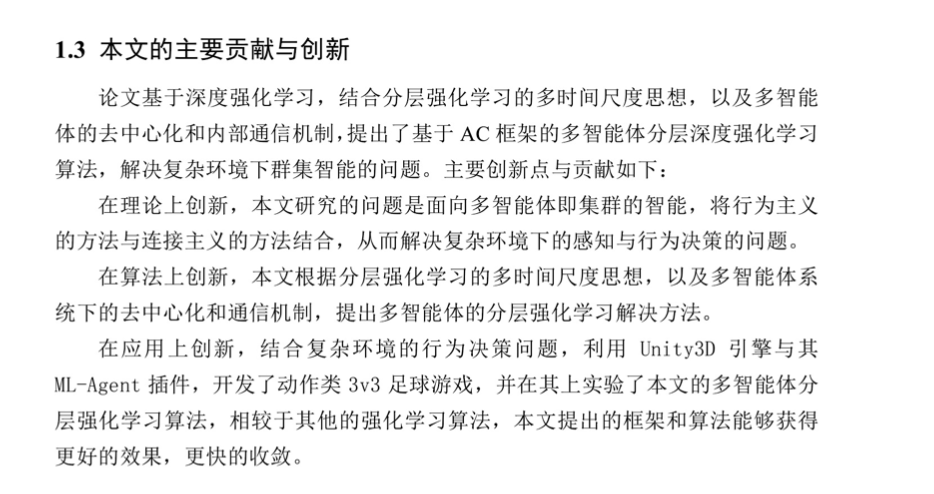 1.3 本文的主要贡献与创新
论文基于深度强化学习，结合分层强化学习的多时间尺度思想，以及多智能
体的去中心化和内部通信机制，提出了基于 AC 框架的多智能体分层深度强化学习
算法，解决复杂环境下群集智能的问题。主要创新点与贡献如下：
在理论上创新，本文研究的问题是面向多智能体即集群的智能，将行为主义
的方法与连接主义的方法结合，从而解决复杂环境下的感知与行为决策的问题。
在算法上创新，本文根据分层强化学习的多时间尺度思想，以及多智能体系
统下的去中心化和通信机制，提出多智能体的分层强化学习解决方法。
在应用上创新，结合复杂环境的行为决策问题，利用 Unity3D 引擎与其
ML-Agent 插件，开发了动作类 3v3 足球游戏，并在其上实验了本文的多智能体分
层强化学习算法，相较于其他的强化学习算法，本文提出的框架和算法能够获得
更好的效果，更快的收敛。